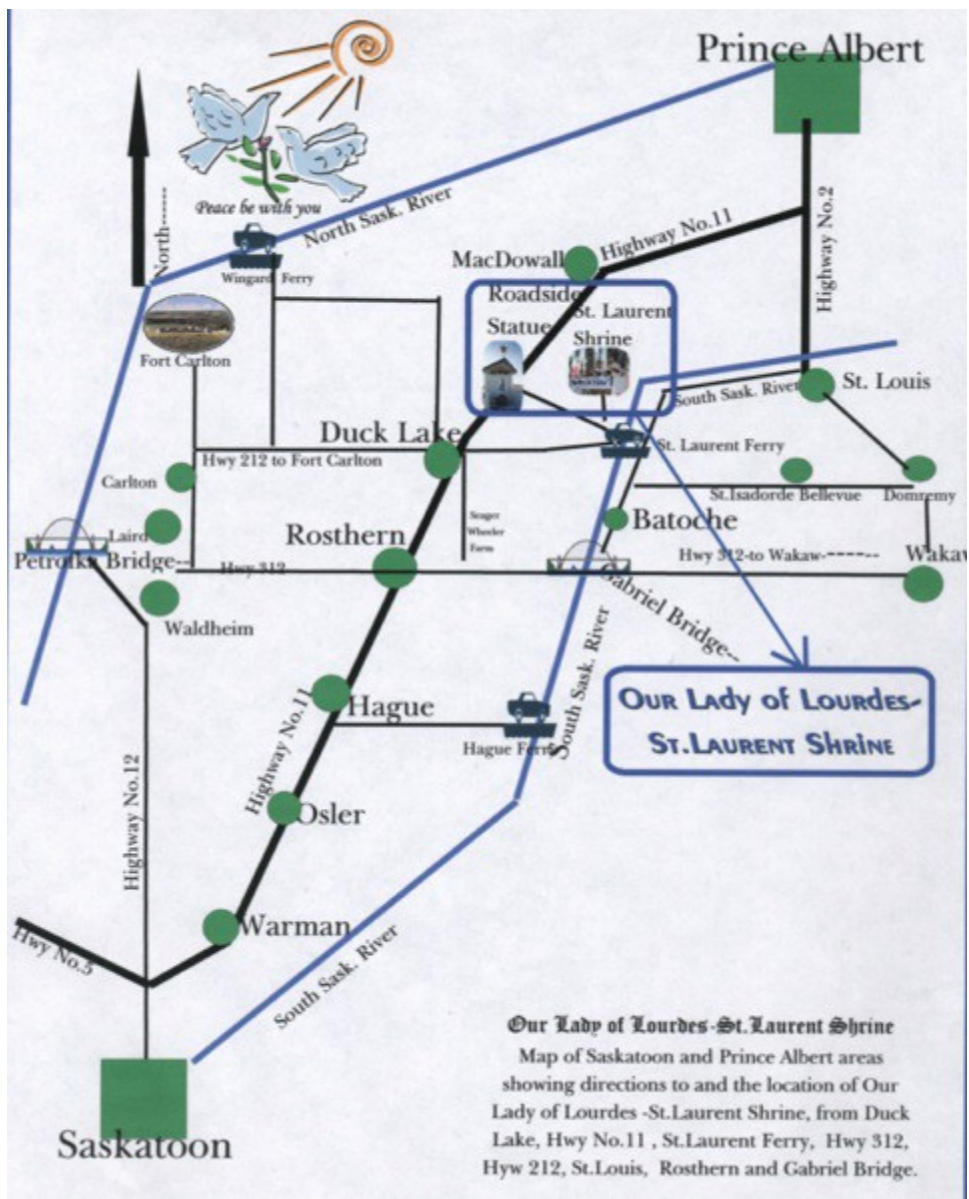 Prince Albert
Peace be with you
North------
North Sask. River
Highway No.11
Highway No.2
Wingard Ferry
MacDowall
Roadside
Statue
St. Laurent
Shrine
Fort Carlton
South Sask. River
St. Louis
Duck Lake
St. Laurent Ferry
Hwy 212 to Fort Carlton
Carlton
St.Isadorde Bellevue
Domremy
Seager
Wheeler
Farm
Batoche
Laird
Rosthern
Petrofka Bridge--
Hwy 312
Hwy 312-to Wakaw-------
Wakaw
Gabriel Bridge--
Waldheim
South Sask. River
Our Lady of Lourdes-
St.Laurent Shrine
Hague
Hague Ferry
Highway No.11
Highway No.12
Osler
Warman
Hwy No.5
South Sask. River
Saskatoon
Our Lady of Lourdes-St.Laurent Shrine
Map of Saskatoon and Prince Albert areas
showing directions to and the location of Our
Lady of Lourdes -St.Laurent Shrine, from Duck
Lake, Hwy No.11 , St.Laurent Ferry, Hwy 312,
Hyw 212, St.Louis, Rosthern and Gabriel Bridge.